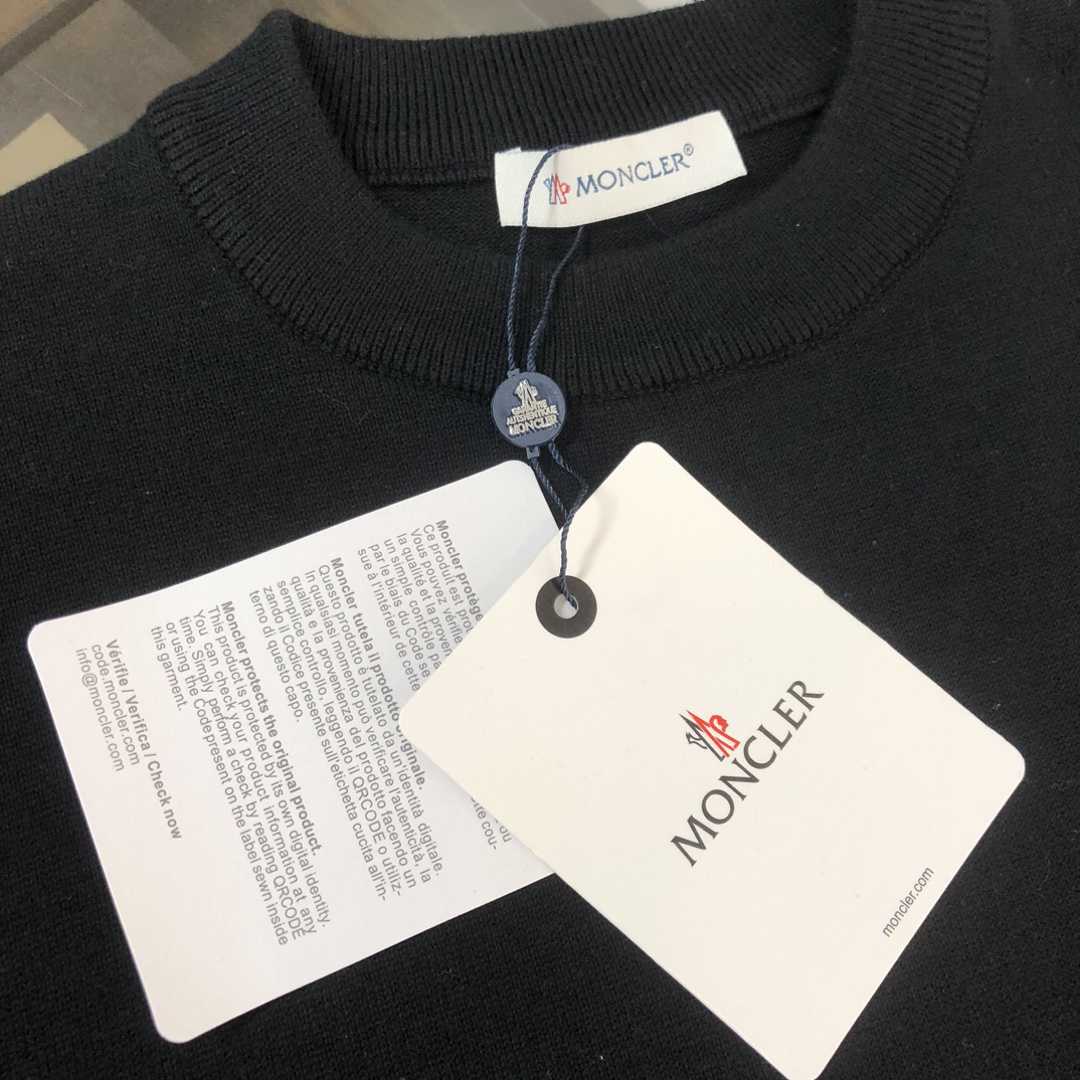 MONCLER®
GARANTIE
AUTHENTIQUE
MONCLER
Moncler protège
Ce produit est pro
Vous pouvez vérifie
la qualité et la prove
un simple contrôle pa
par le biais du Code se
sue à l'intérieur de cette
du
cou-
Moncler tutela il prodotto originale.
Questo prodotto è tutelato da un'identità digitale.
In qualsiasi momento può verificare l'autenticità, la
qualità e la provenienza del prodotto facendo un
semplice controllo, leggendo il QRCODE o utiliz-
zando il Codice presente sull'etichetta cucita all'in-
terno di questo capo.
Moncler protects the original product.
This product is protected by its own digital identity.
You can check your product information at any
time. Simply perform a check by reading QRCODE
or using the Code present on the label sewn inside
this garment.
Vérifie / Verifica / Check now
code.moncler.com
info@moncler.com
MONCLER
moncler.com